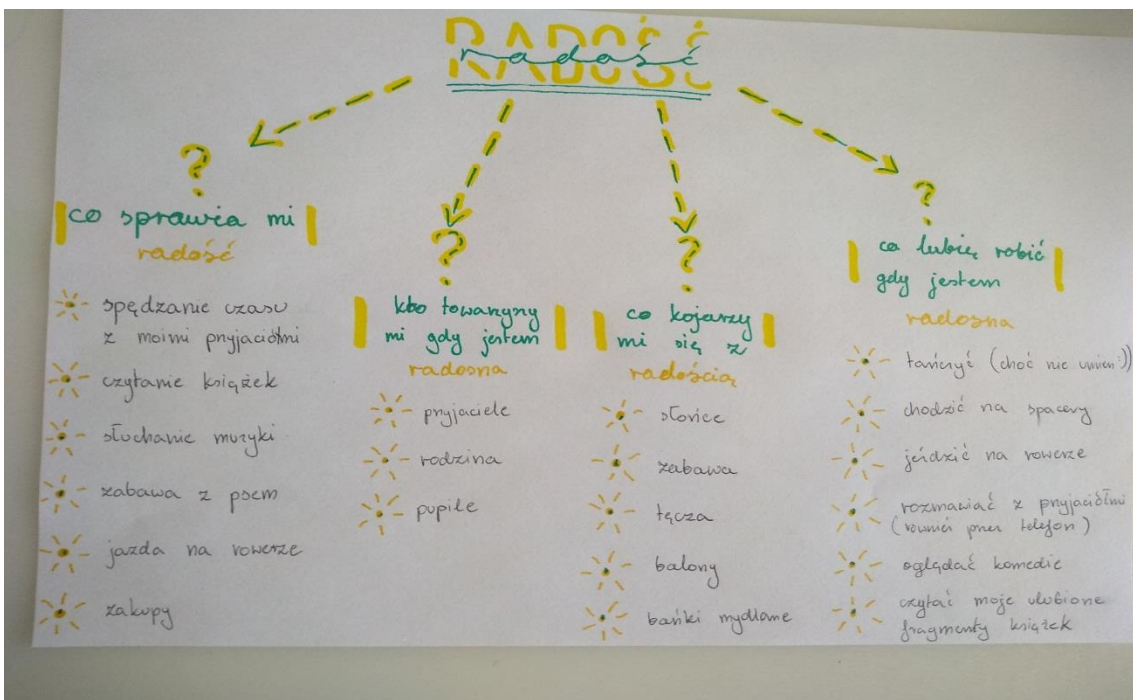 RADOŚĆ
radość
?
co sprawia mi
radość
spędzanie czasu
z moimi przyjaciółmi
czytanie książek
słuchanie muzyki
zabawa z psem
jazda na rowerze
zakupy
?
kto towarzyszy
mi gdy jestem
radosna
przyjaciele
rodzina
pupile
?
co kojarzy
mi się z
radością
słońce
zabawa
tęcza
balony
bańki mydlane
?
co lubię robić
gdy jestem
radosna
tańczyć (choć nie umiem :))
chodzić na spacery
jeździć na rowerze
rozmawiać z przyjaciółmi
(również przez telefon)
oglądać komedie
czytać moje ulubione
fragmenty książek